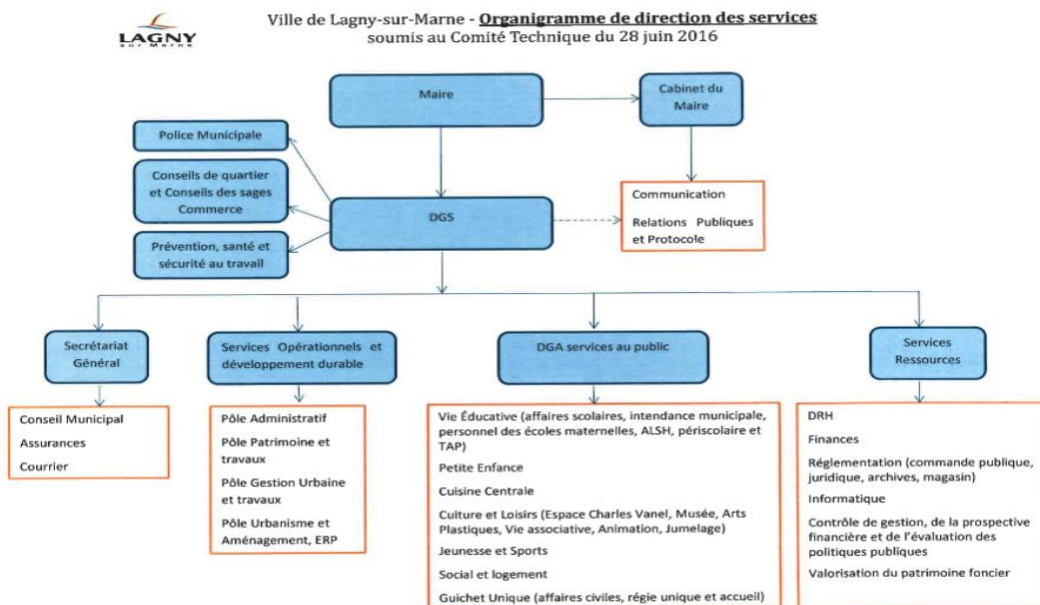 LAGNY
sur Marne
Ville de Lagny-sur-Marne - Organigramme de direction des services
soumis au Comité Technique du 28 juin 2016
Maire
Cabinet du
Maire
Police Municipale
Conseils de quartier
et Conseils des sages
Commerce
Prévention, santé et
sécurité au travail
DGS
Communication
Relations Publiques
et Protocole
Secrétariat
Général
Services Opérationnels et
développement durable
DGA services au public
Services
Ressources
Conseil Municipal
Assurances
Courrier
Pôle Administratif
Pôle Patrimoine et
travaux
Pôle Gestion Urbaine
et travaux
Pôle Urbanisme et
Aménagement, ERP
Vie Éducative (affaires scolaires, intendance municipale,
personnel des écoles maternelles, ALSH, périscolaire et
TAP)
Petite Enfance
Cuisine Centrale
Culture et Loisirs (Espace Charles Vanel, Musée, Arts
Plastiques, Vie associative, Animation, Jumelage)
Jeunesse et Sports
Social et logement
Guichet Unique (affaires civiles, régie unique et accueil)
DRH
Finances
Réglementation (commande publique,
juridique, archives, magasin)
Informatique
Contrôle de gestion, de la prospective
financière et de l'évaluation des
politiques publiques
Valorisation du patrimoine foncier